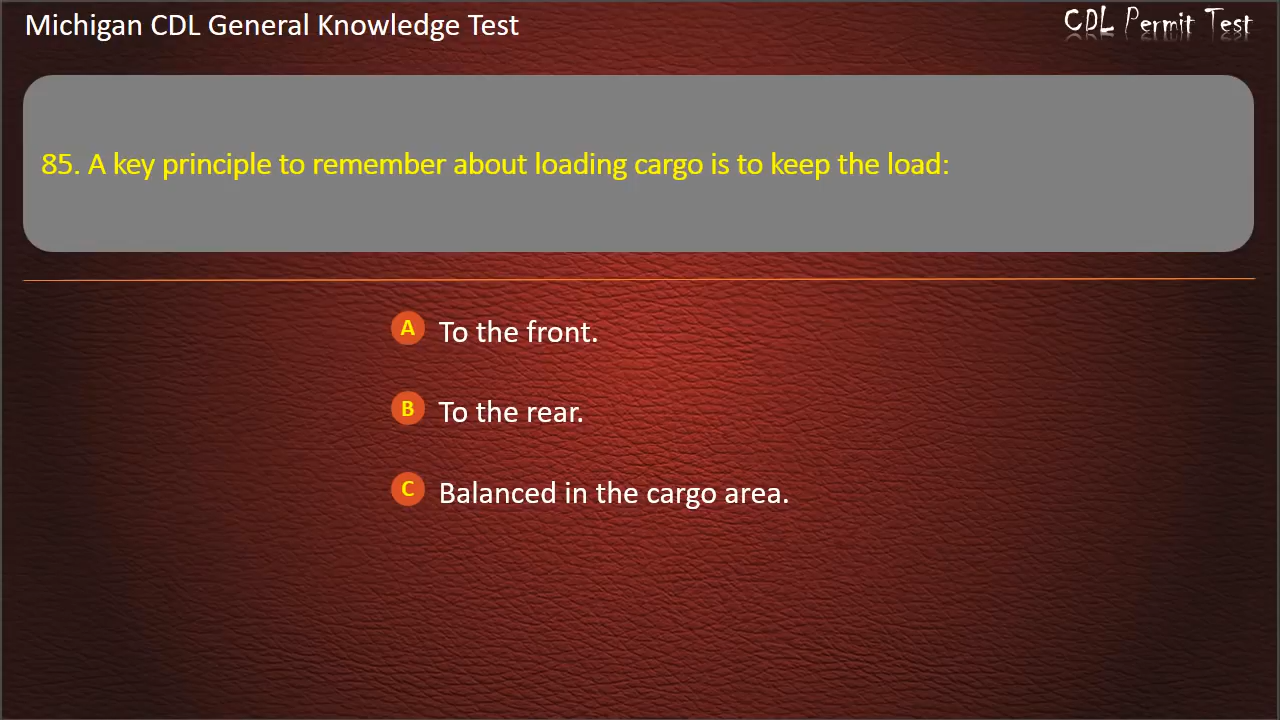 Michigan CDL General Knowledge Test
CDL Permit Test
85. A key principle to remember about loading cargo is to keep the load:
A To the front.
B To the rear.
C Balanced in the cargo area.